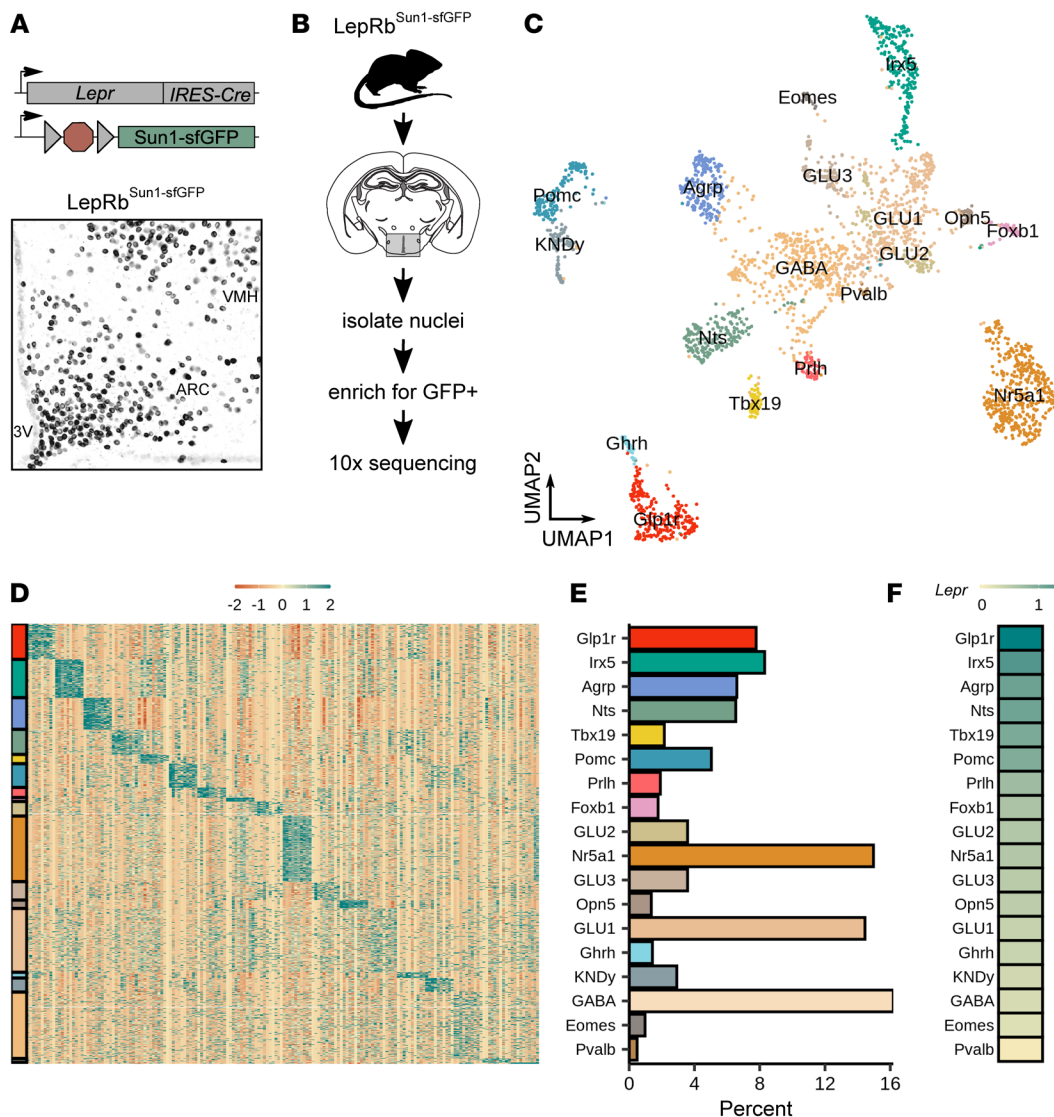 A
Lepr
IRES-Cre
Sun1-sfGFP
LepRb^Sun1-sfGFP
VMH
ARC
3V
B
LepRb^Sun1-sfGFP
isolate nuclei
enrich for GFP+
10x sequencing
C
Irx5
Eomes
GLU3
Agrp
Pomc
KNDy
GLU1
Opn5
Foxb1
GLU2
GABA
Pvalb
Nts
Prlh
Tbx19
Nr5a1
Ghrh
Glp1r
UMAP2
UMAP1
D
-2 -1 0 1 2
E
Glp1r
Irx5
Agrp
Nts
Tbx19
Pomc
Prlh
Foxb1
GLU2
Nr5a1
GLU3
Opn5
GLU1
Ghrh
KNDy
GABA
Eomes
Pvalb
0 4 8 12 16
Percent
F
Lepr
0 1
Glp1r
Irx5
Agrp
Nts
Tbx19
Pomc
Prlh
Foxb1
GLU2
Nr5a1
GLU3
Opn5
GLU1
Ghrh
KNDy
GABA
Eomes
Pvalb